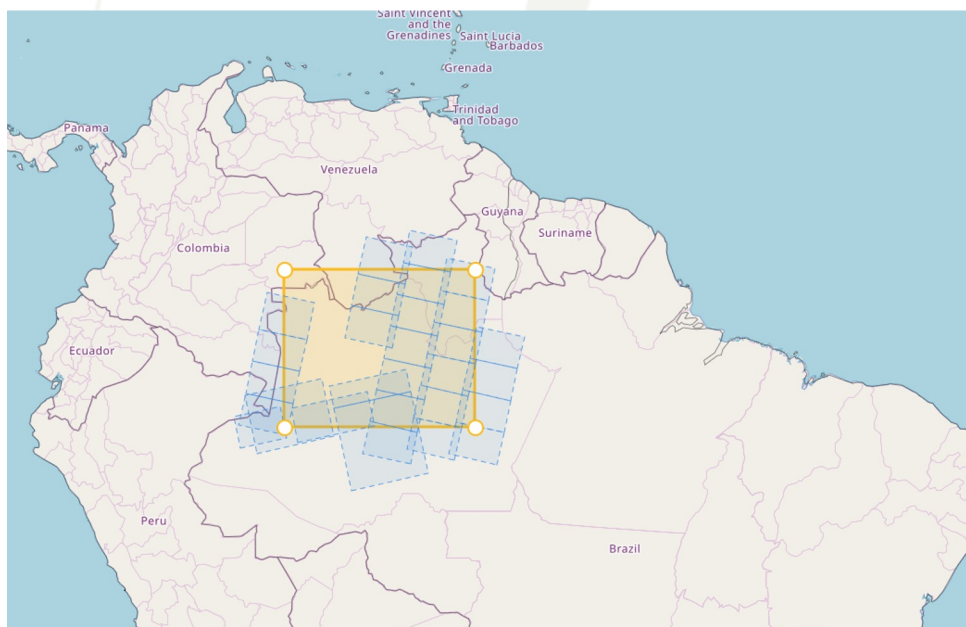 Saint Vincent
and the
Grenadines
Saint Lucia
Barbados
Grenada
Trinidad
and Tobago
Panama
Venezuela
Guyana
Suriname
Colombia
Ecuador
Peru
Brazil